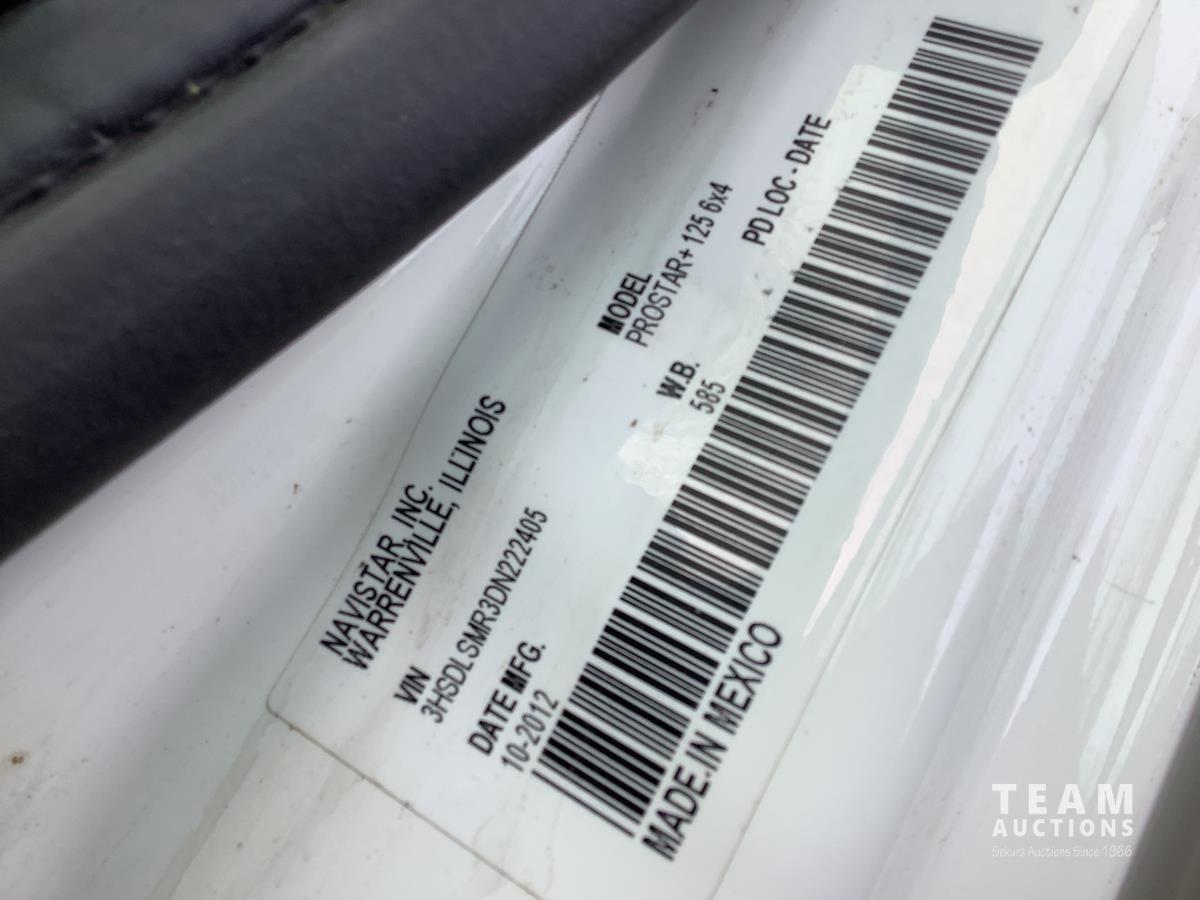 NAVISTAR, INC.
WARRENVILLE, ILLINOIS
VIN
3HSDLSMR3DN222405
MODEL
PROSTAR+ 125 6x4
DATE MFG.
10-2012
W.B.
585
PD LOC - DATE
MADE IN MEXICO
TEAM
AUCTIONS
Sekura Auctions Since 1966